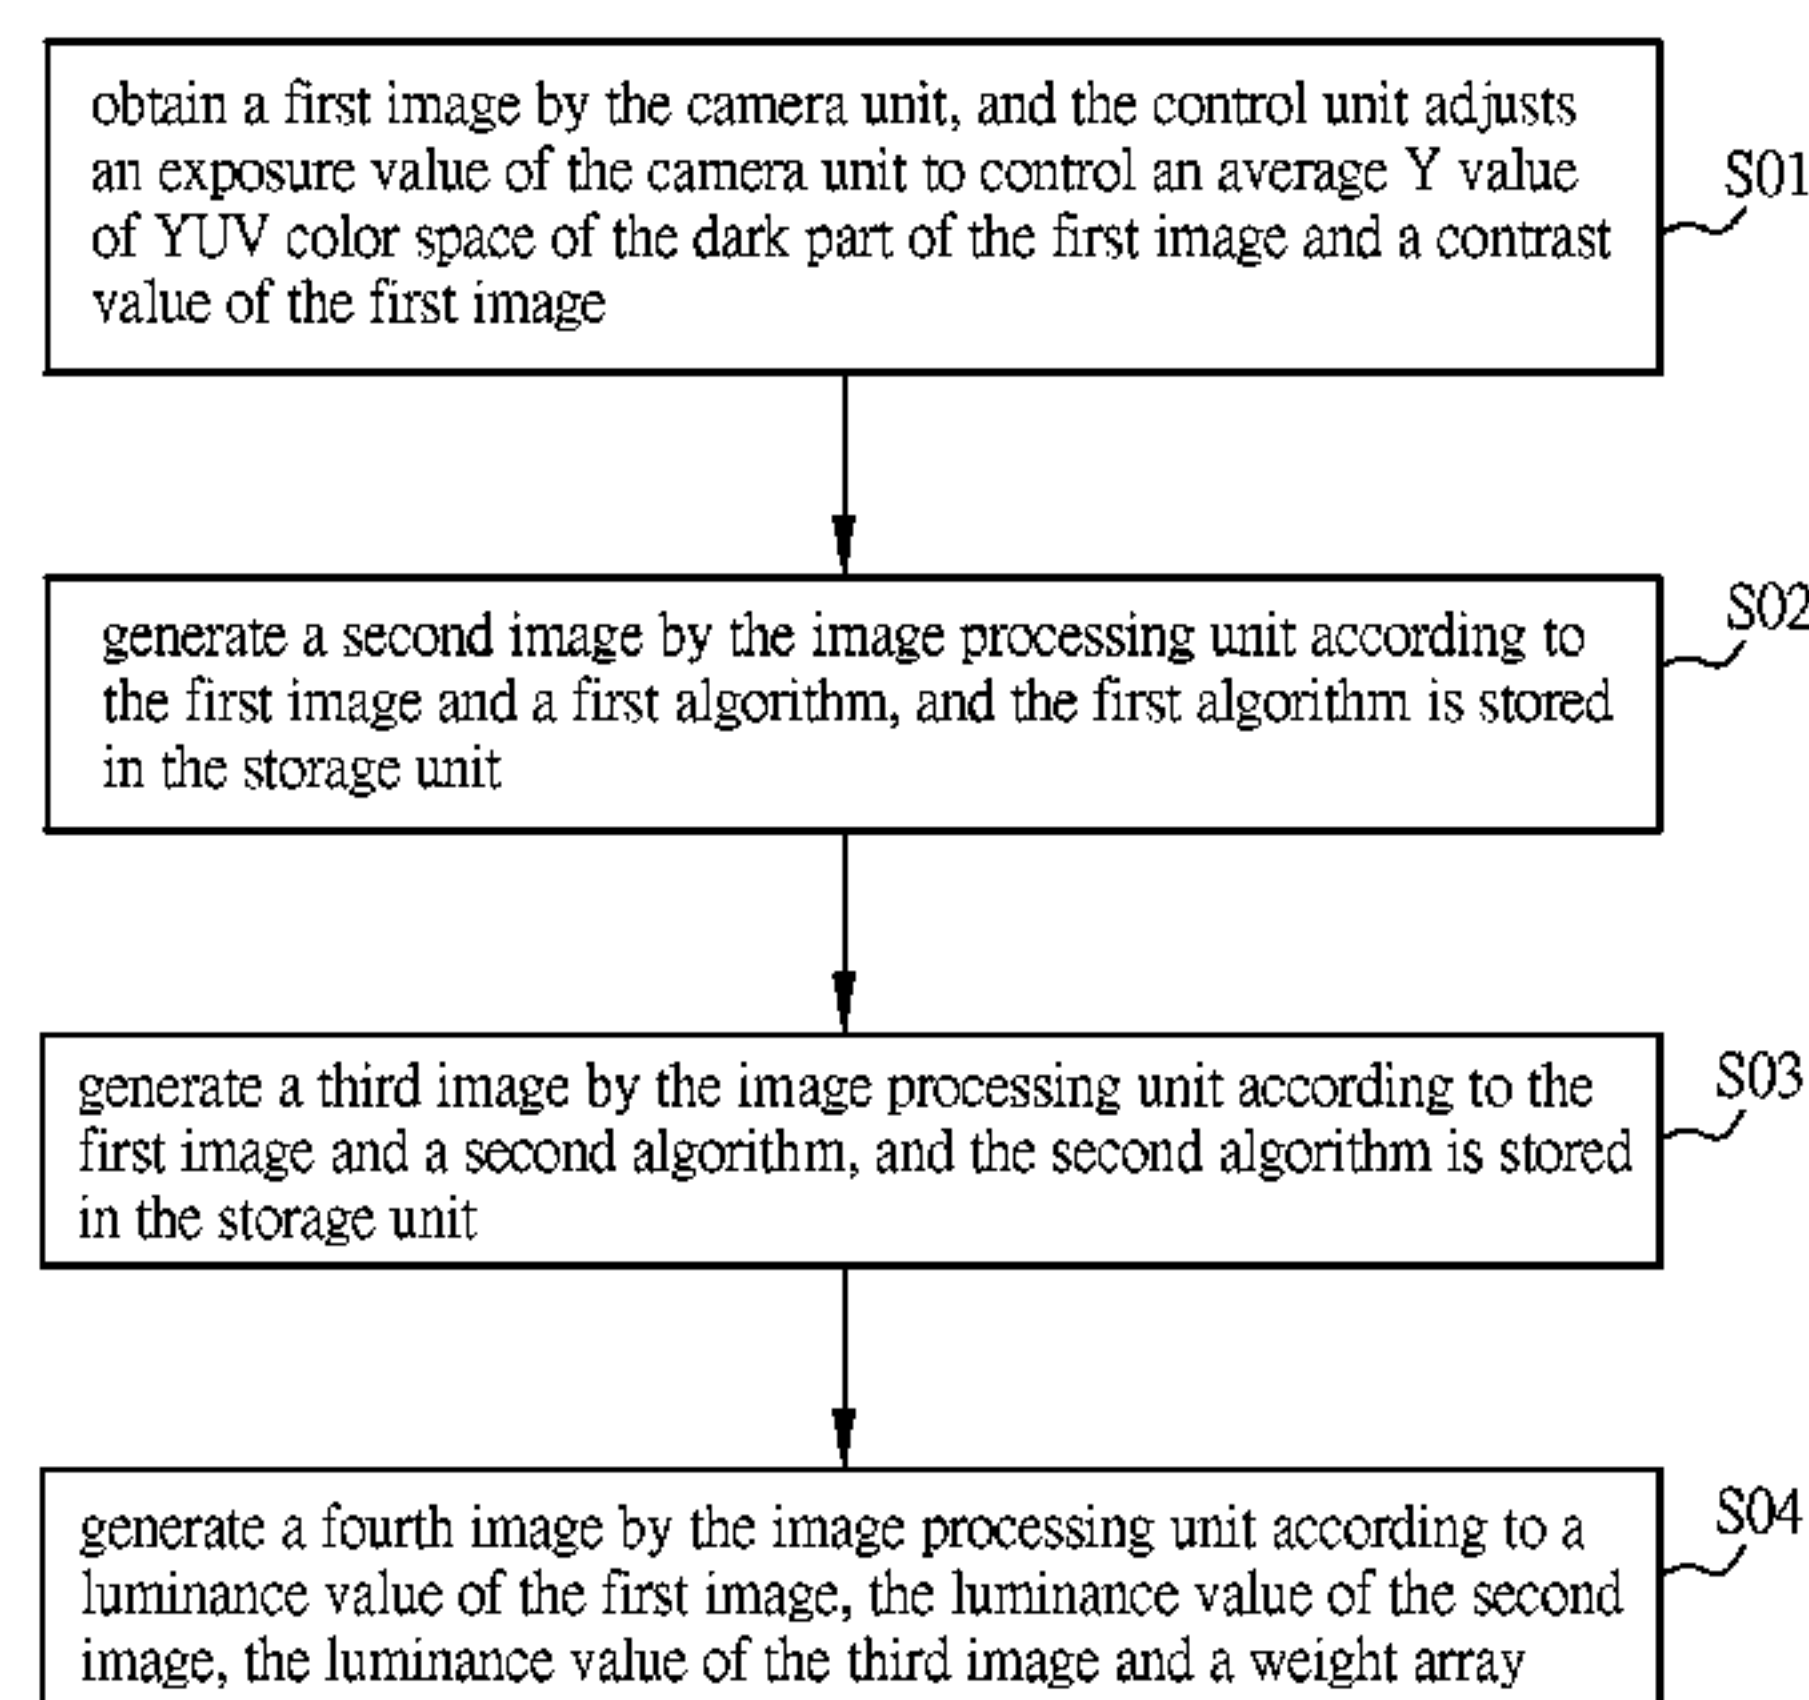 obtain a first image by the camera unit, and the control unit adjusts
an exposure value of the camera unit to control an average Y value
of YUV color space of the dark part of the first image and a contrast
value of the first image
S01
generate a second image by the image processing unit according to
the first image and a first algorithm, and the first algorithm is stored
in the storage unit
S02
generate a third image by the image processing unit according to the
first image and a second algorithm, and the second algorithm is stored
in the storage unit
S03
generate a fourth image by the image processing unit according to a
luminance value of the first image, the luminance value of the second
image, the luminance value of the third image and a weight array
S04